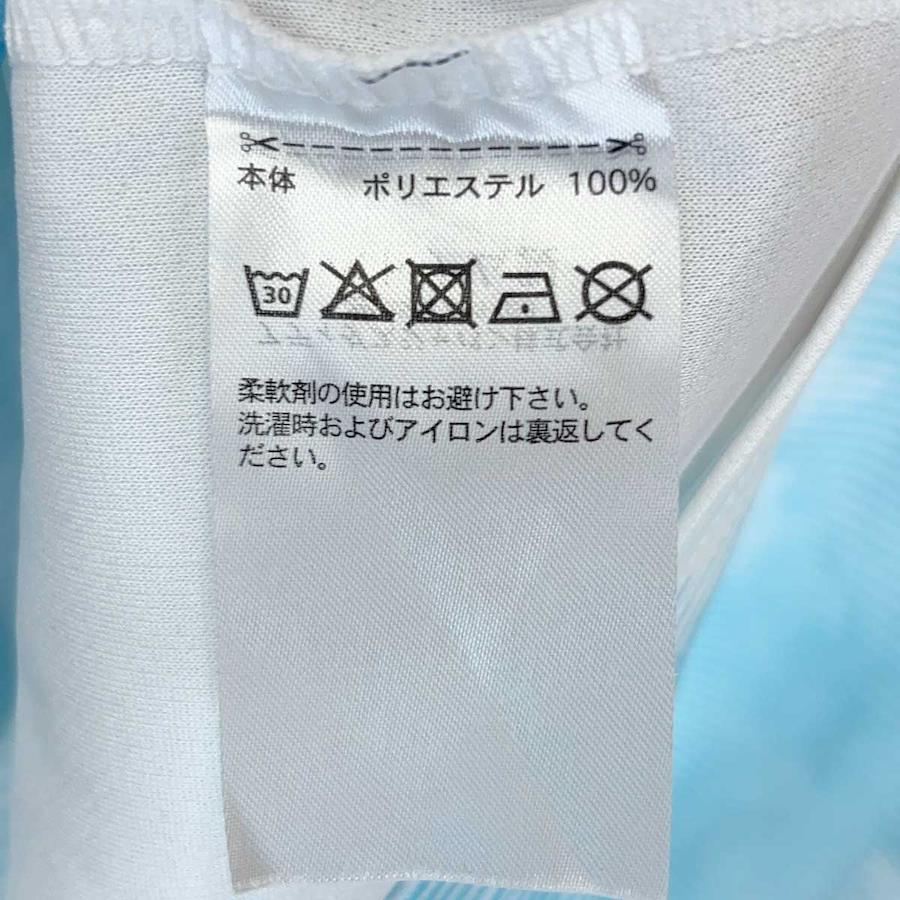 本体 ポリエステル 100%
30
柔軟剤の使用はお避け下さい。
洗濯時およびアイロンは裏返してく
ださい。